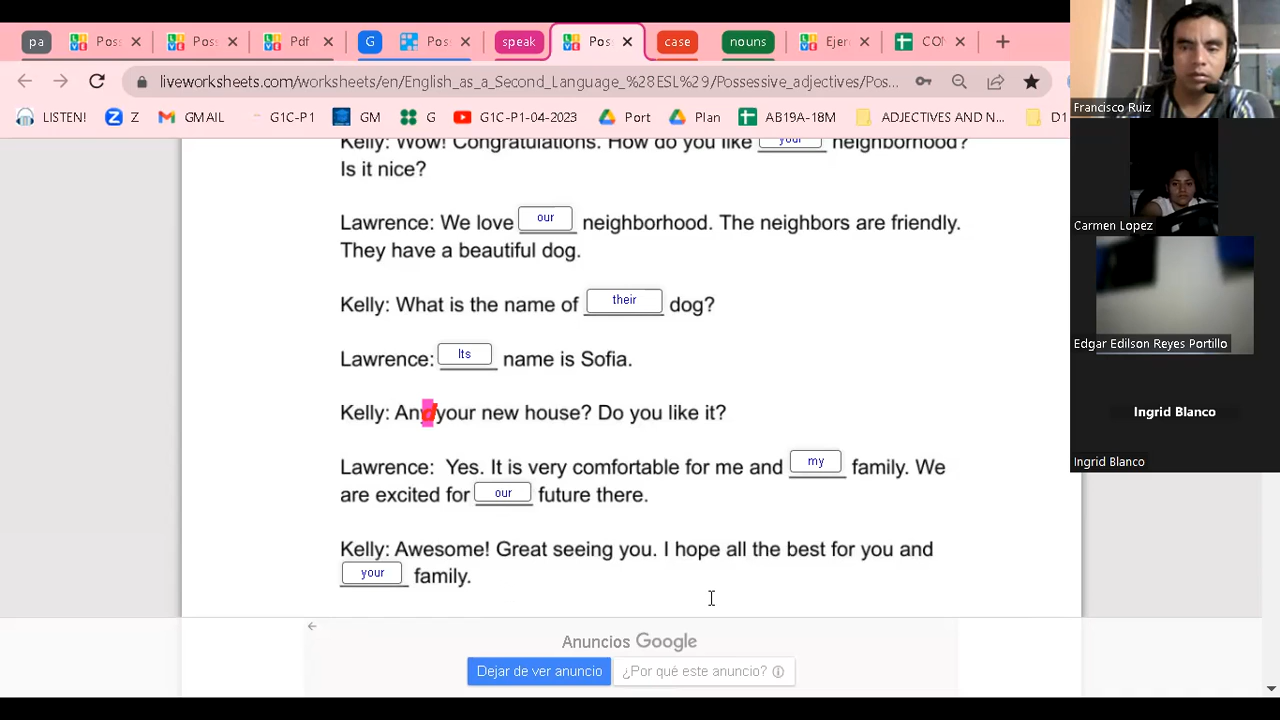 pa Pos Pos Pdf G Pos speak Pos case nouns Ejer CON
liveworksheets.com/worksheets/en/English_as_a_Second_Language_%28ESL%29/Possessive_adjectives/Pos...
LISTEN! Z GMAIL G1C-P1 GM G G1C-P1-04-2023 Port Plan AB19A-18M ADJECTIVES AND N... D1
Kelly: Wow! Congratulations. How do you like your neighborhood?
Is it nice?
Lawrence: We love our neighborhood. The neighbors are friendly.
They have a beautiful dog.
Kelly: What is the name of their dog?
Lawrence: Its name is Sofia.
Kelly: And your new house? Do you like it?
Lawrence: Yes. It is very comfortable for me and my family. We
are excited for our future there.
Kelly: Awesome! Great seeing you. I hope all the best for you and
your family.
Anuncios Google
Dejar de ver anuncio ¿Por qué este anuncio?
Francisco Ruiz
Carmen Lopez
Edgar Edilson Reyes Portillo
Ingrid Blanco
Ingrid Blanco